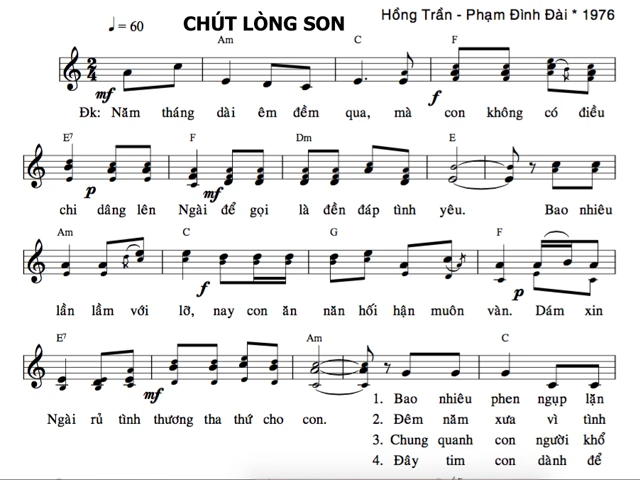 ♩ = 60 CHÚT LÒNG SON Hồng Trần - Phạm Đình Đài * 1976
Am C F
2 4
mf f
Đk: Năm tháng dài êm đềm qua, mà con không có điều
E7 F Dm E
p mf
chi dâng lên Ngài để gọi là đền đáp tình yêu. Bao nhiêu
Am C G F
f p
lần lầm với lỡ, nay con ăn năn hối hận muôn vàn. Dám xin
E7 Am C
mf
Ngài rủ tình thương tha thứ cho con.
1. Bao nhiêu phen ngụp lặn
2. Đêm năm xưa vì tình
3. Chung quanh con người khổ
4. Đây tim con dành để